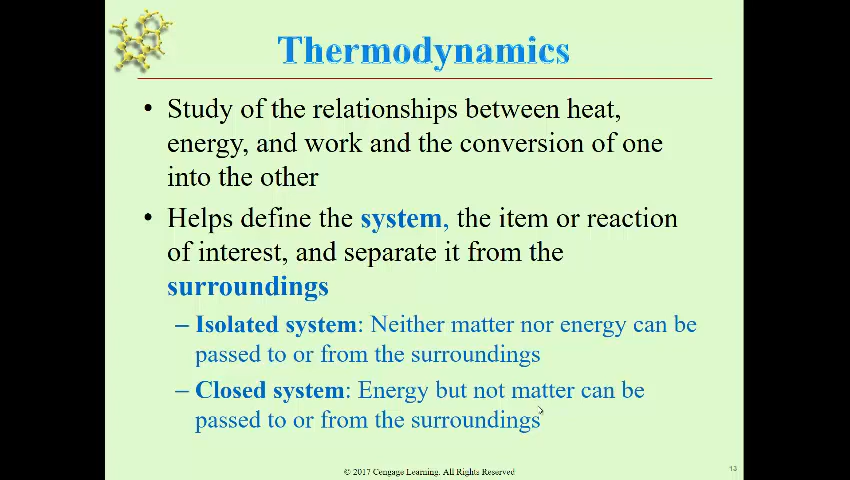 Thermodynamics
• Study of the relationships between heat,
energy, and work and the conversion of one
into the other
• Helps define the system, the item or reaction
of interest, and separate it from the
surroundings
– Isolated system: Neither matter nor energy can be
passed to or from the surroundings
– Closed system: Energy but not matter can be
passed to or from the surroundings
© 2017 Cengage Learning. All Rights Reserved
13